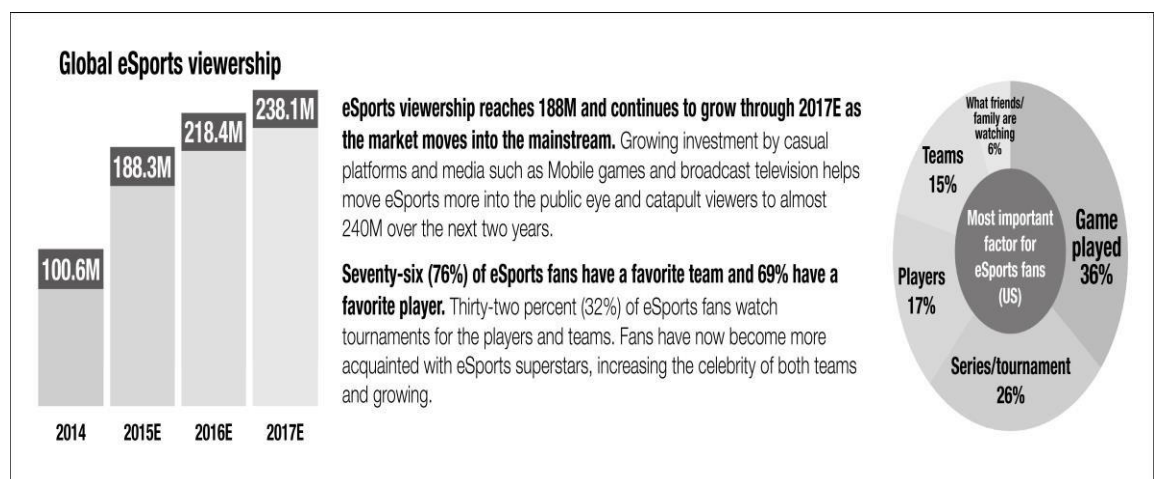 Global eSports viewership
100.6M
188.3M
218.4M
238.1M
2014
2015E
2016E
2017E
eSports viewership reaches 188M and continues to grow through 2017E as
the market moves into the mainstream. Growing investment by casual
platforms and media such as Mobile games and broadcast television helps
move eSports more into the public eye and catapult viewers to almost
240M over the next two years.
Seventy-six (76%) of eSports fans have a favorite team and 69% have a
favorite player. Thirty-two percent (32%) of eSports fans watch
tournaments for the players and teams. Fans have now become more
acquainted with eSports superstars, increasing the celebrity of both teams
and growing.
Most important
factor for
eSports fans
(US)
What friends/
family are
watching
6%
Game
played
36%
Series/tournament
26%
Players
17%
Teams
15%